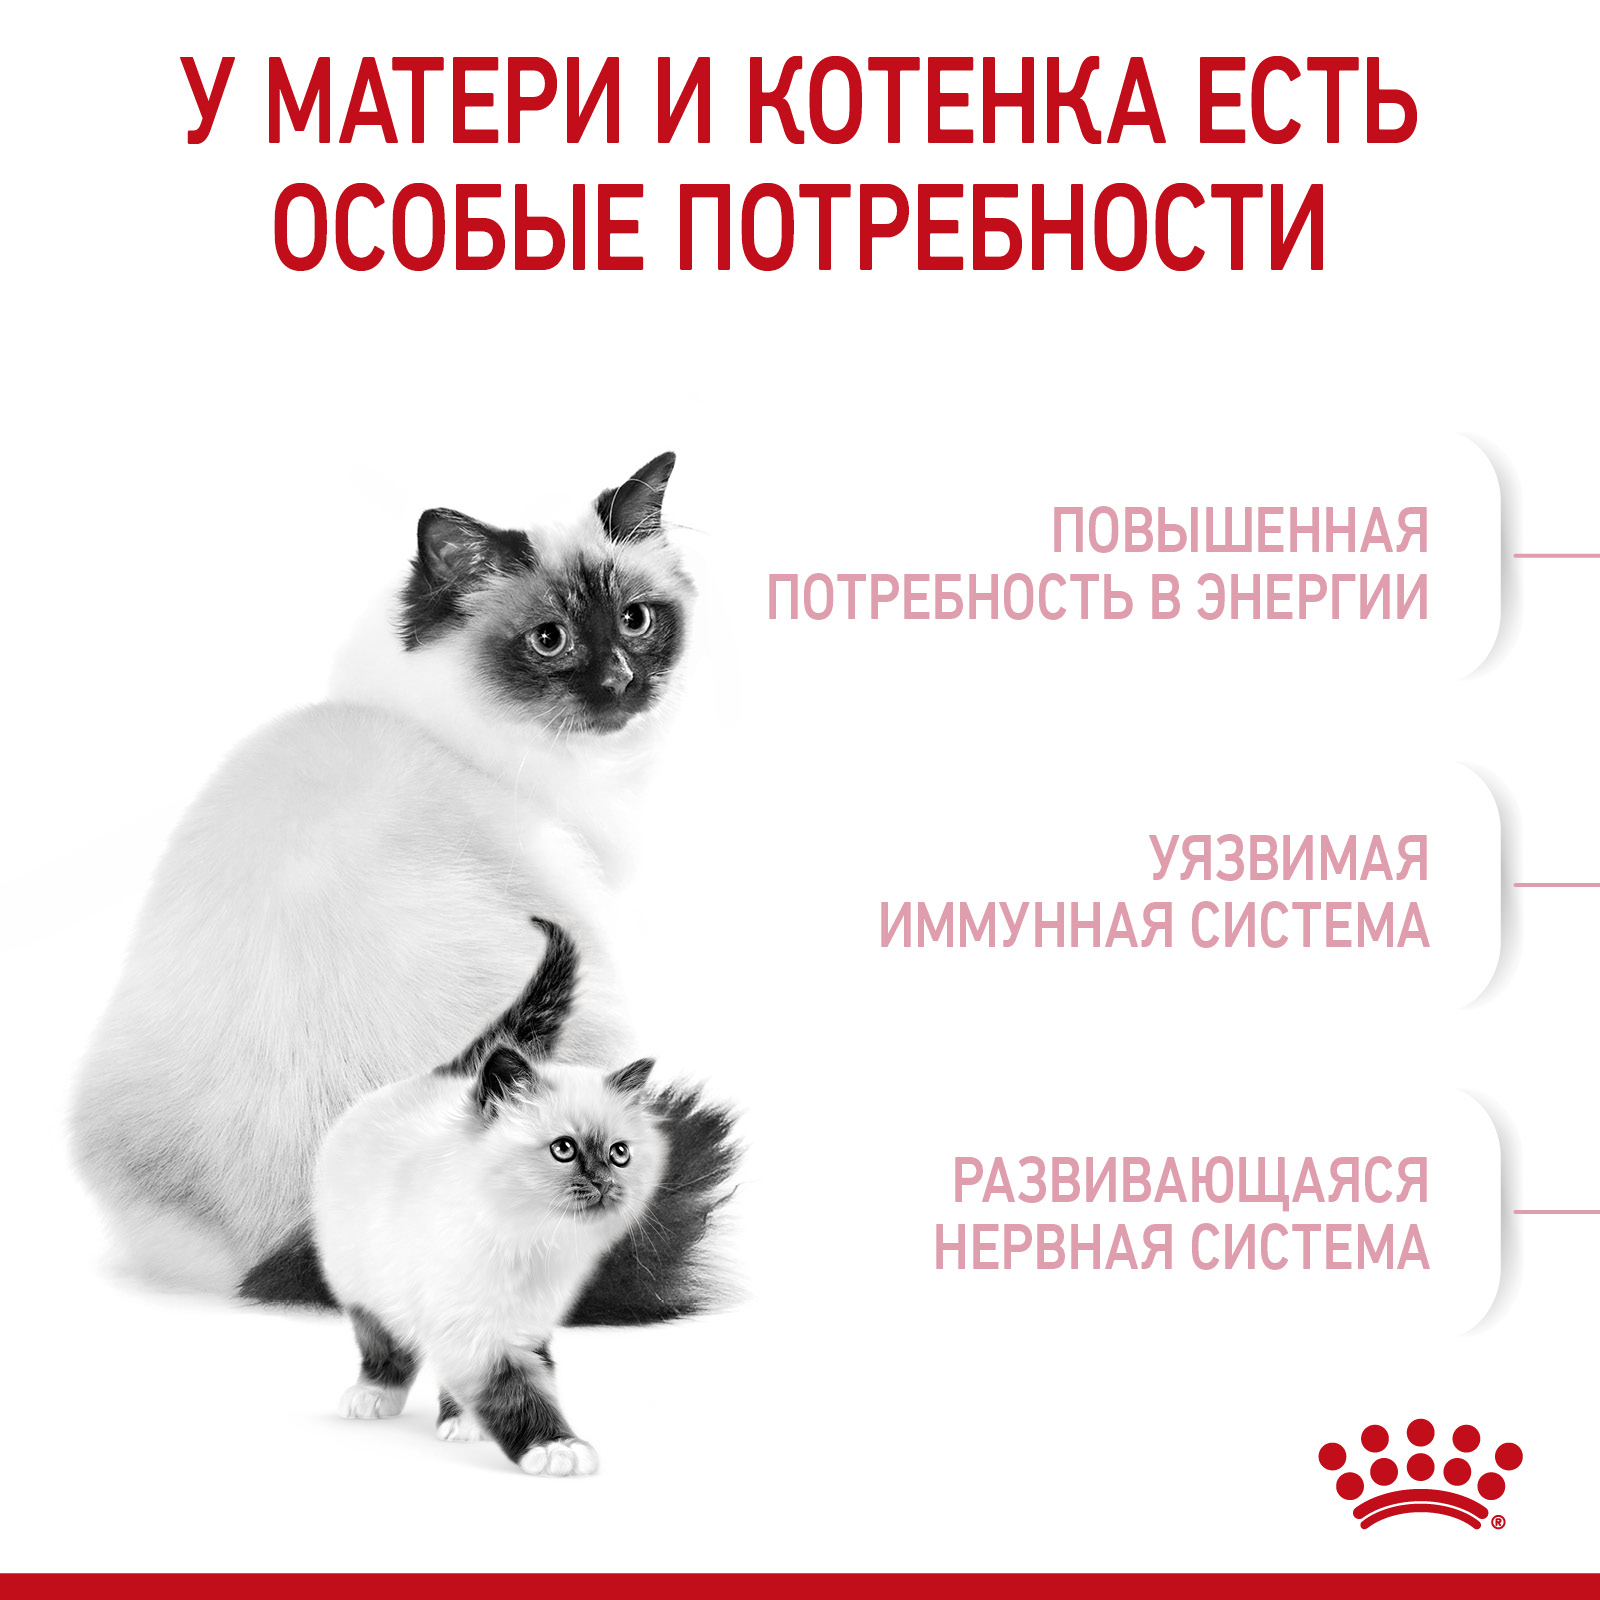 У МАТЕРИ И КОТЕНКА ЕСТЬ
ОСОБЫЕ ПОТРЕБНОСТИ
ПОВЫШЕННАЯ
ПОТРЕБНОСТЬ В ЭНЕРГИИ
УЯЗВИМАЯ
ИММУННАЯ СИСТЕМА
РАЗВИВАЮЩАЯСЯ
НЕРВНАЯ СИСТЕМА
®